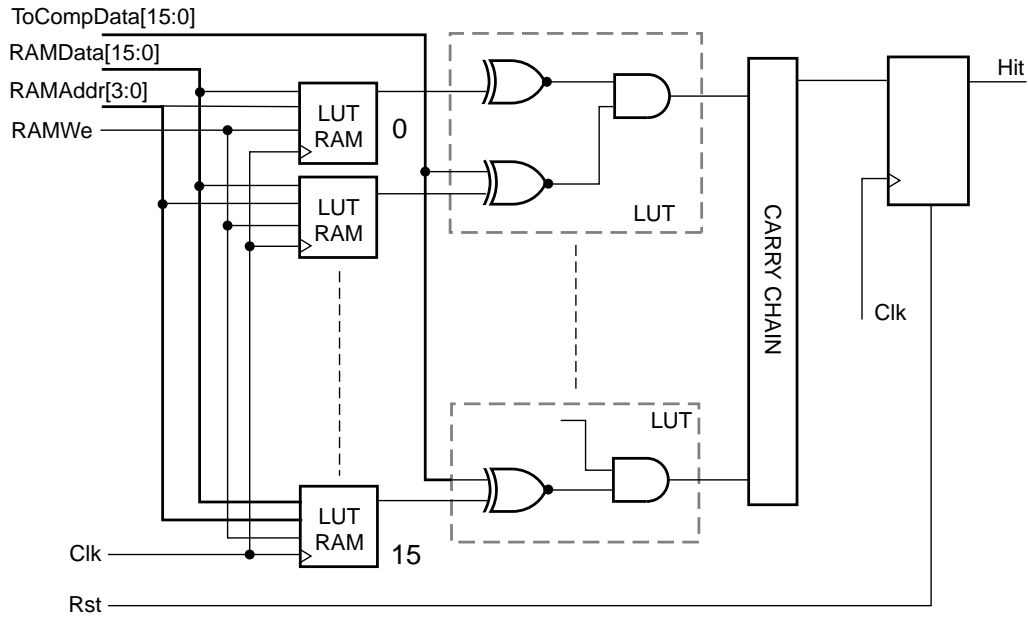 ToCompData[15:0]
RAMData[15:0]
RAMAddr[3:0]
RAMWe
LUT
RAM
0
LUT
RAM
LUT
CARRY CHAIN
Hit
Clk
LUT
LUT
RAM
15
Clk
Rst